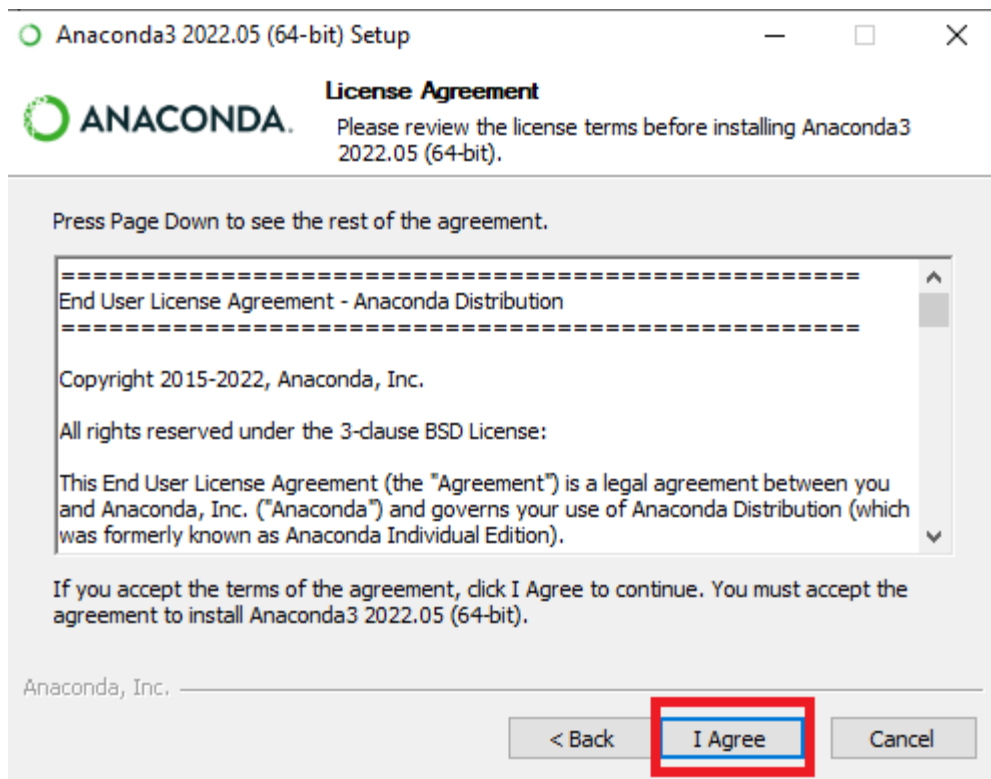 Anaconda3 2022.05 (64-bit) Setup
ANACONDA.
License Agreement
Please review the license terms before installing Anaconda3
2022.05 (64-bit).
Press Page Down to see the rest of the agreement.
==================================================
End User License Agreement - Anaconda Distribution
==================================================
Copyright 2015-2022, Anaconda, Inc.
All rights reserved under the 3-clause BSD License:
This End User License Agreement (the "Agreement") is a legal agreement between you
and Anaconda, Inc. ("Anaconda") and governs your use of Anaconda Distribution (which
was formerly known as Anaconda Individual Edition).
If you accept the terms of the agreement, click I Agree to continue. You must accept the
agreement to install Anaconda3 2022.05 (64-bit).
Anaconda, Inc.
< Back I Agree Cancel